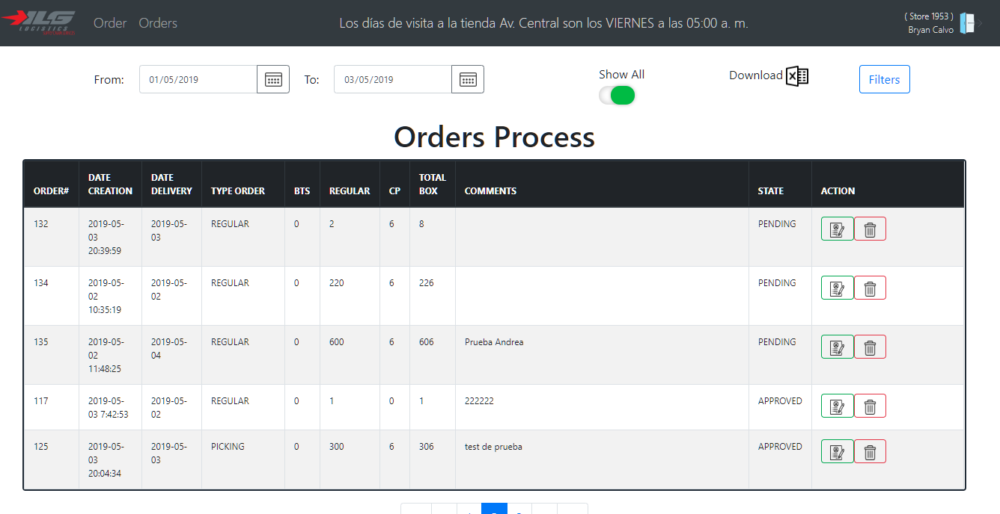 ILG
LOGISTICS
Order Orders
Los días de visita a la tienda Av. Central son los VIERNES a las 05:00 a. m.
( Store 1953 )
Bryan Calvo
From: 01/05/2019 To: 03/05/2019
Show All
Download
Filters
Orders Process
ORDER# DATE CREATION DATE DELIVERY TYPE ORDER BTS REGULAR CP TOTAL BOX COMMENTS STATE ACTION
132 2019-05-03 20:39:59 2019-05-03 REGULAR 0 2 6 8 PENDING
134 2019-05-02 10:35:19 2019-05-02 REGULAR 0 220 6 226 PENDING
135 2019-05-02 11:48:25 2019-05-04 REGULAR 0 600 6 606 Prueba Andrea PENDING
117 2019-05-03 7:42:53 2019-05-02 REGULAR 0 1 0 1 222222 APPROVED
125 2019-05-03 20:04:34 2019-05-03 PICKING 0 300 6 306 test de prueba APPROVED